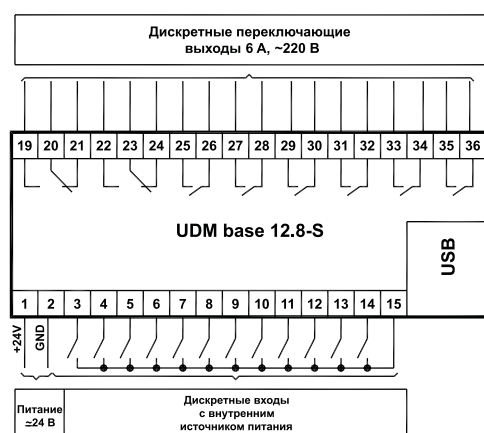 Дискретные переключающие
выходы 6 А, ~220 В
19 20 21 22 23 24 25 26 27 28 29 30 31 32 33 34 35 36
UDM base 12.8-S
USB
1 2 3 4 5 6 7 8 9 10 11 12 13 14 15
+24V
GND
Питание
≃24 В
Дискретные входы
с внутренним
источником питания